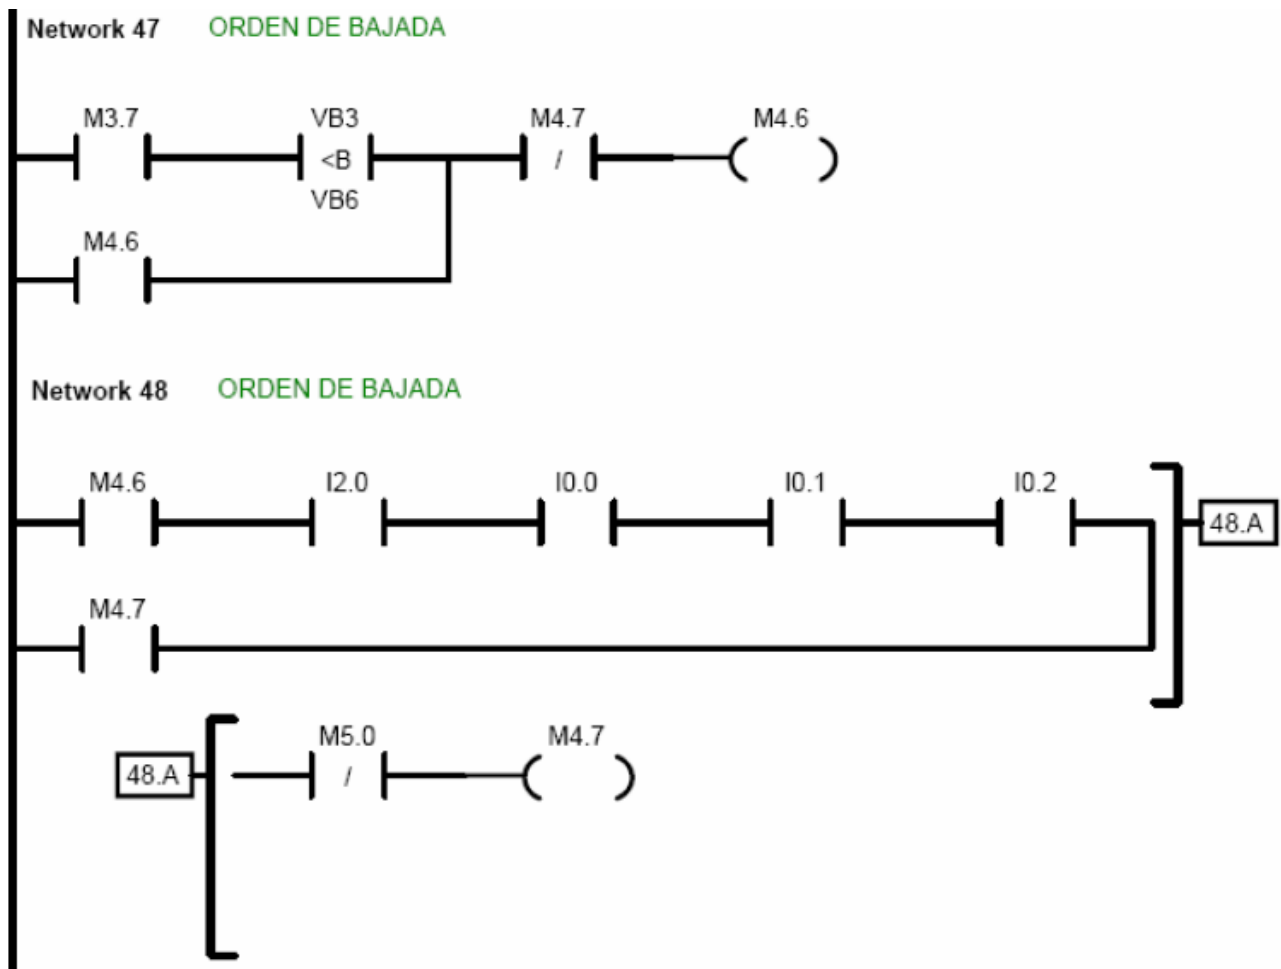 Network 47 ORDEN DE BAJADA
M3.7 VB3 M4.7 M4.6
<B /
VB6
M4.6
Network 48 ORDEN DE BAJADA
M4.6 I2.0 I0.0 I0.1 I0.2
48.A
M4.7
M5.0 M4.7
48.A /